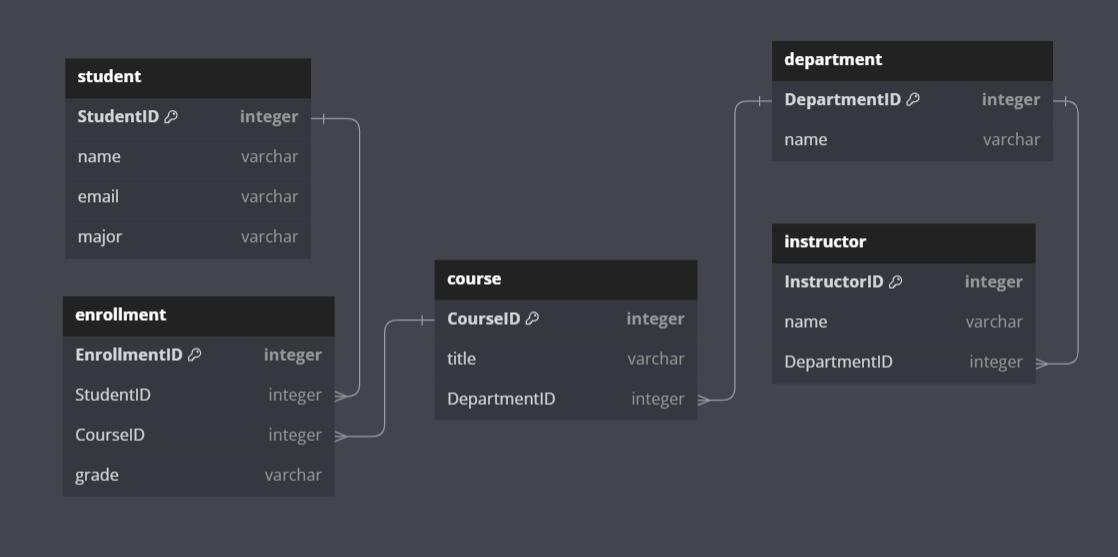 student
StudentID integer
name varchar
email varchar
major varchar
enrollment
EnrollmentID integer
StudentID integer
CourseID integer
grade varchar
course
CourseID integer
title varchar
DepartmentID integer
department
DepartmentID integer
name varchar
instructor
InstructorID integer
name varchar
DepartmentID integer